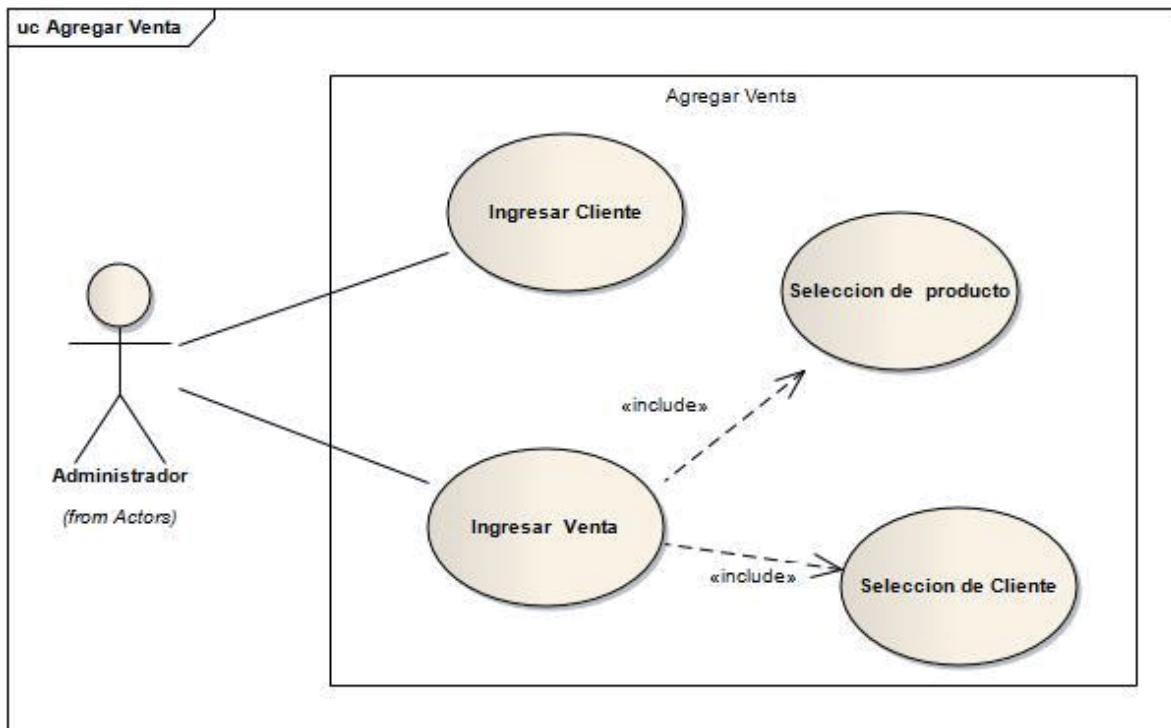 uc Agregar Venta
Agregar Venta
Ingresar Cliente
Seleccion de producto
«include»
Administrador
(from Actors)
Ingresar Venta
«include»
Seleccion de Cliente